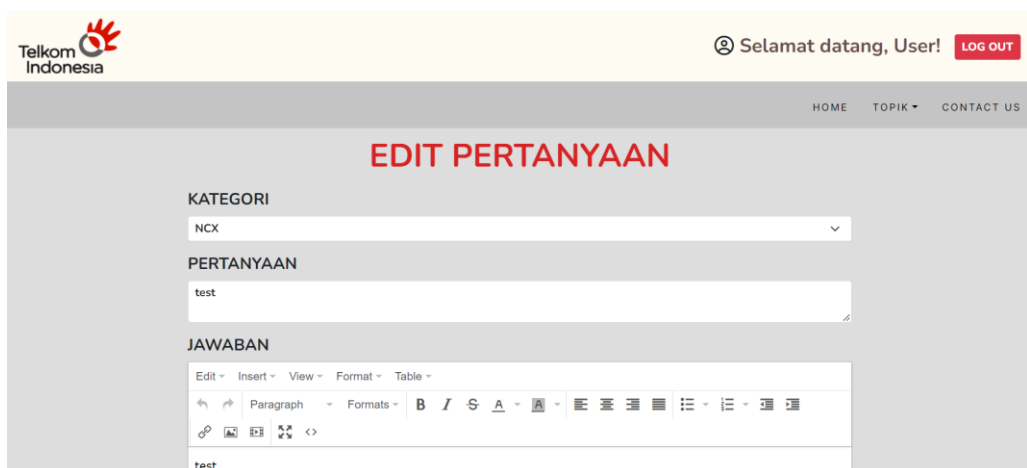 Telkom
Indonesia
Selamat datang, User!
LOG OUT
HOME
TOPIK
CONTACT US
EDIT PERTANYAAN
KATEGORI
NCX
PERTANYAAN
test
JAWABAN
Edit Insert View Format Table
Paragraph Formats B I S A A
test